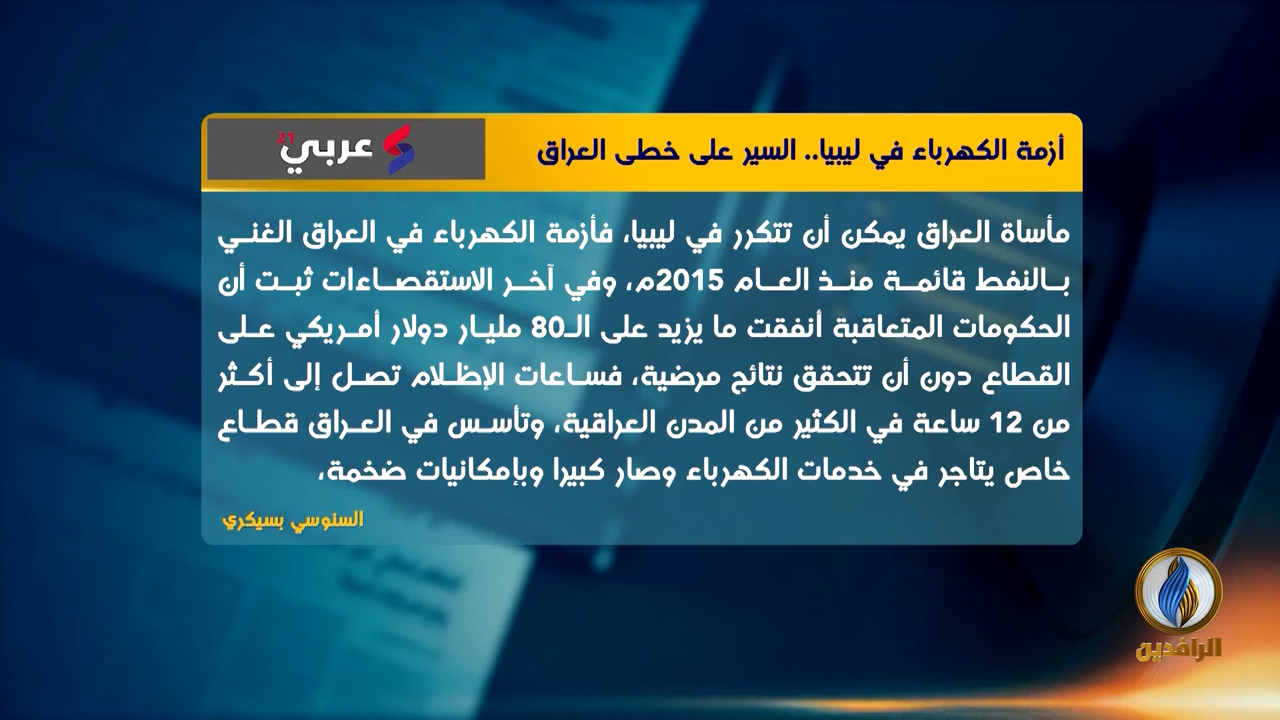 أزمة الكهرباء في ليبيا.. السير على خطى العراق
عربي21
مأساة العراق يمكن أن تتكرر في ليبيا، فأزمة الكهرباء في العراق الغني
بالنفط قائمة منذ العام 2015م، وفي آخر الاستقصاءات ثبت أن
الحكومات المتعاقبة أنفقت ما يزيد على الـ80 مليار دولار أمريكي على
القطاع دون أن تتحقق نتائج مرضية، فساعات الإظلام تصل إلى أكثر
من 12 ساعة في الكثير من المدن العراقية، وتأسس في العراق قطاع
خاص يتاجر في خدمات الكهرباء وصار كبيرا وبإمكانيات ضخمة،
السنوسي بسيكري
الرافدين